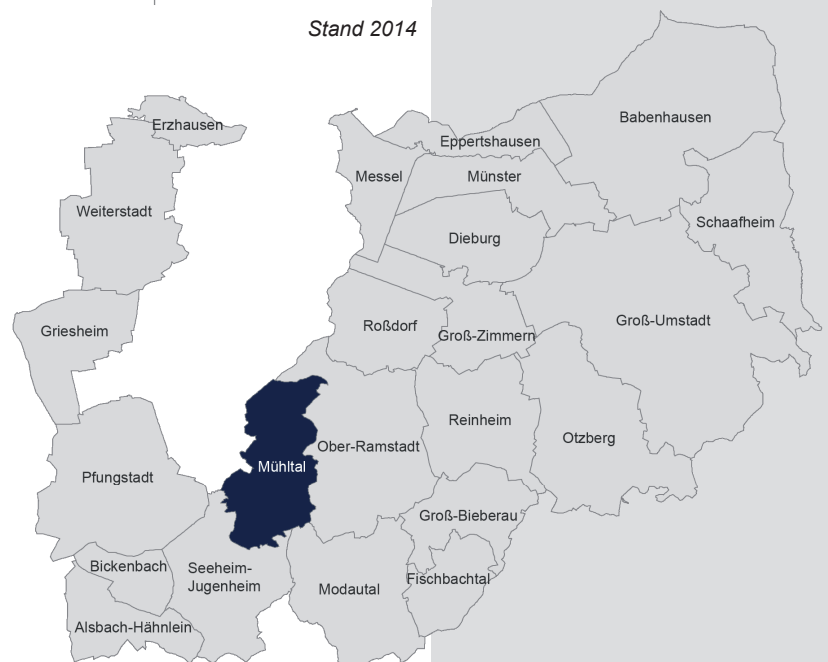 Stand 2014
Babenhausen
Erzhausen
Eppertshausen
Messel
Münster
Weiterstadt
Schaafheim
Dieburg
Groß-Umstadt
Roßdorf
Griesheim
Groß-Zimmern
Reinheim
Otzberg
Ober-Ramstadt
Mühltal
Pfungstadt
Groß-Bieberau
Bickenbach
Seeheim-
Jugenheim
Fischbachtal
Modautal
Alsbach-Hähnlein